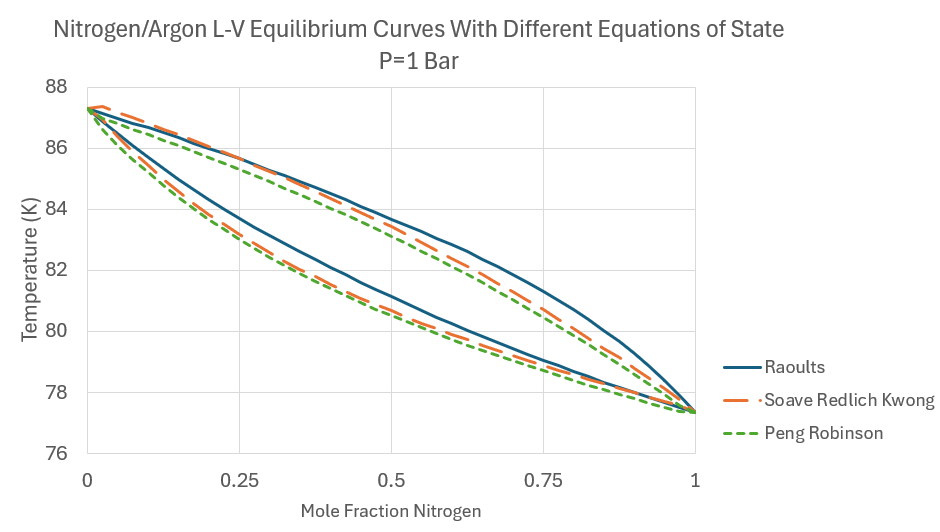 Nitrogen/Argon L-V Equilibrium Curves With Different Equations of State
P=1 Bar
88
86
84
82
80
78
76
Temperature (K)
0
0.25
0.5
0.75
1
Mole Fraction Nitrogen
Raoults
Soave Redlich Kwong
Peng Robinson